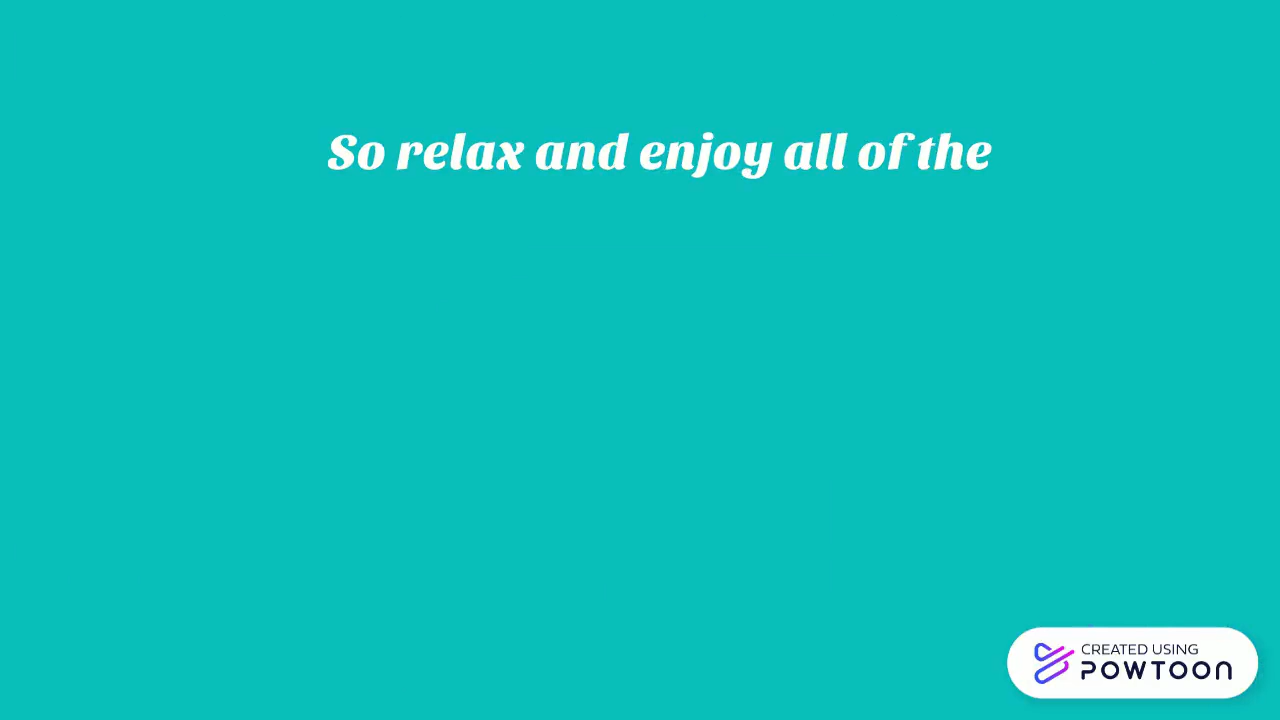 So relax and enjoy all of the
CREATED USING
POWTOON